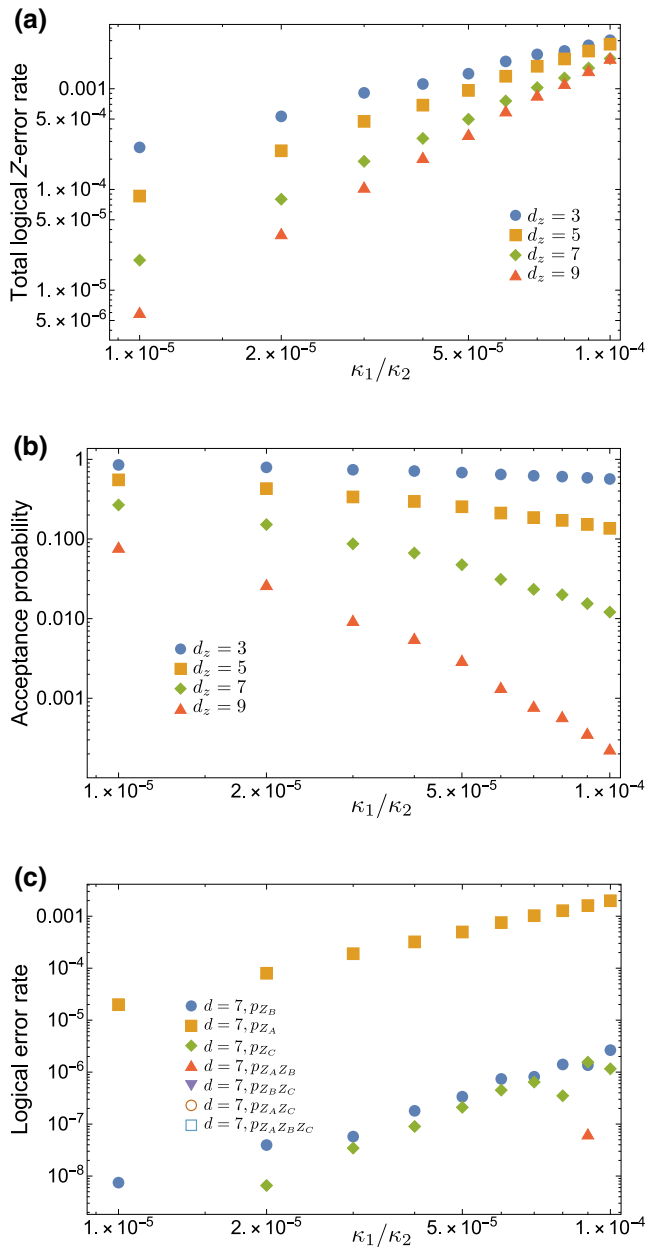 (a)
Total logical Z-error rate
0.001
5.×10⁻⁴
1.×10⁻⁴
5.×10⁻⁵
1.×10⁻⁵
5.×10⁻⁶
d_z = 3
d_z = 5
d_z = 7
d_z = 9
1.×10⁻⁵ 2.×10⁻⁵ 5.×10⁻⁵ 1.×10⁻⁴
κ₁/κ₂
(b)
Acceptance probability
1
0.100
0.010
0.001
d_z = 3
d_z = 5
d_z = 7
d_z = 9
1.×10⁻⁵ 2.×10⁻⁵ 5.×10⁻⁵ 1.×10⁻⁴
κ₁/κ₂
(c)
Logical error rate
0.001
10⁻⁴
10⁻⁵
10⁻⁶
10⁻⁷
10⁻⁸
d = 7, p_{Z_B}
d = 7, p_{Z_A}
d = 7, p_{Z_C}
d = 7, p_{Z_A Z_B}
d = 7, p_{Z_B Z_C}
d = 7, p_{Z_A Z_C}
d = 7, p_{Z_A Z_B Z_C}
1.×10⁻⁵ 2.×10⁻⁵ 5.×10⁻⁵ 1.×10⁻⁴
κ₁/κ₂